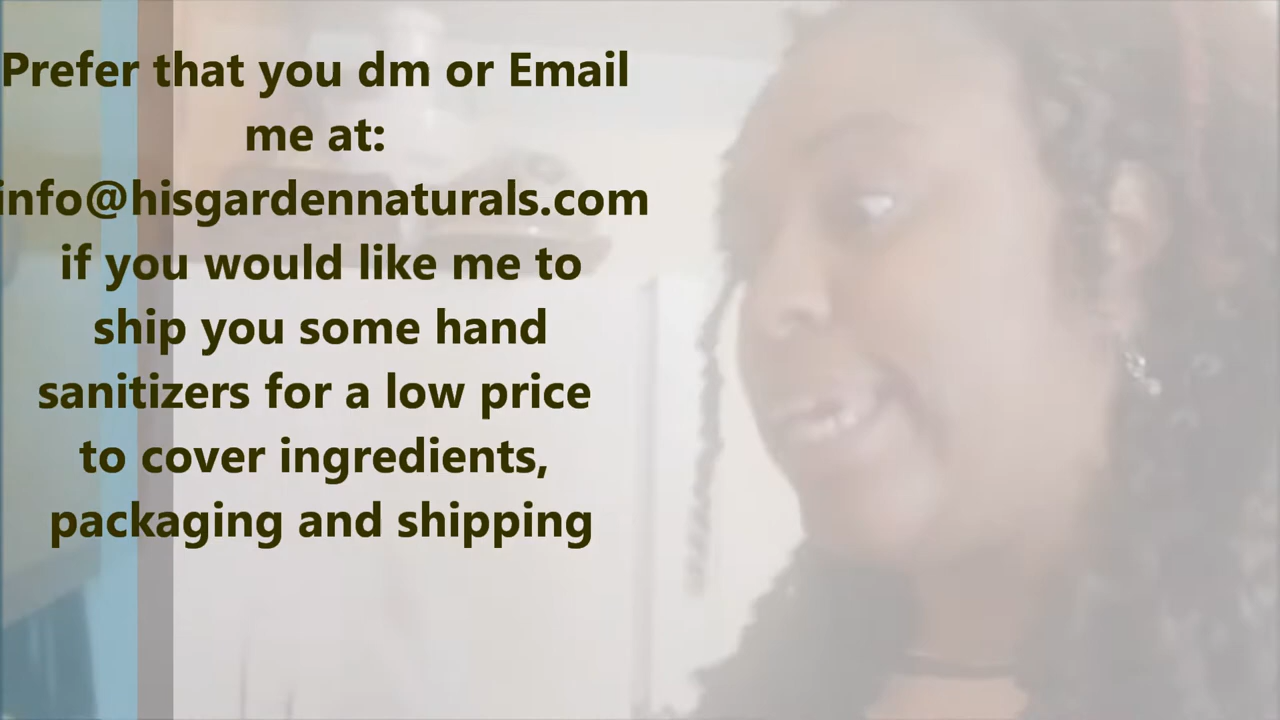 Prefer that you dm or Email
me at:
info@hisgardennaturals.com
if you would like me to
ship you some hand
sanitizers for a low price
to cover ingredients,
packaging and shipping